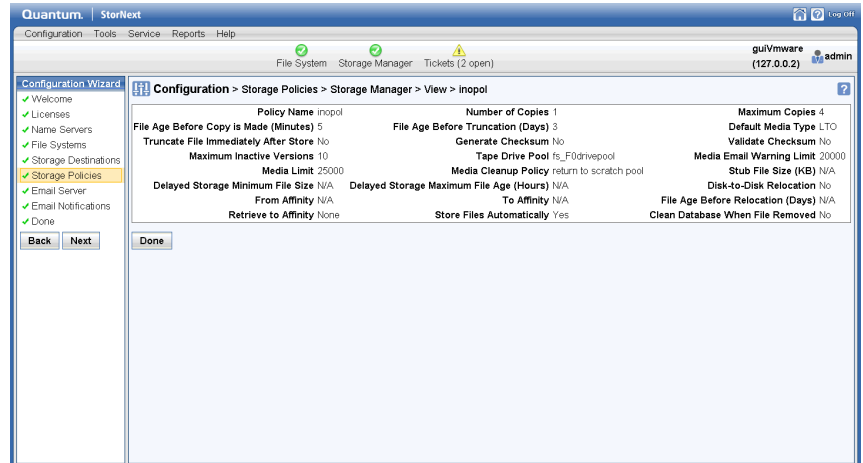 Quantum. StorNext Log Off
Configuration Tools Service Reports Help
File System Storage Manager Tickets (2 open)
guiVmware
(127.0.0.2)
admin
Configuration Wizard
Welcome
Licenses
Name Servers
File Systems
Storage Destinations
Storage Policies
Email Server
Email Notifications
Done
Back Next
Configuration > Storage Policies > Storage Manager > View > inopol ?
Policy Name inopol Number of Copies 1 Maximum Copies 4
File Age Before Copy is Made (Minutes) 5 File Age Before Truncation (Days) 3 Default Media Type LTO
Truncate File Immediately After Store No Generate Checksum No Validate Checksum No
Maximum Inactive Versions 10 Tape Drive Pool fs_F0drivepool Media Email Warning Limit 20000
Media Limit 25000 Media Cleanup Policy return to scratch pool Stub File Size (KB) N/A
Delayed Storage Minimum File Size N/A Delayed Storage Maximum File Age (Hours) N/A Disk-to-Disk Relocation No
From Affinity N/A To Affinity N/A File Age Before Relocation (Days) N/A
Retrieve to Affinity None Store Files Automatically Yes Clean Database When File Removed No
Done